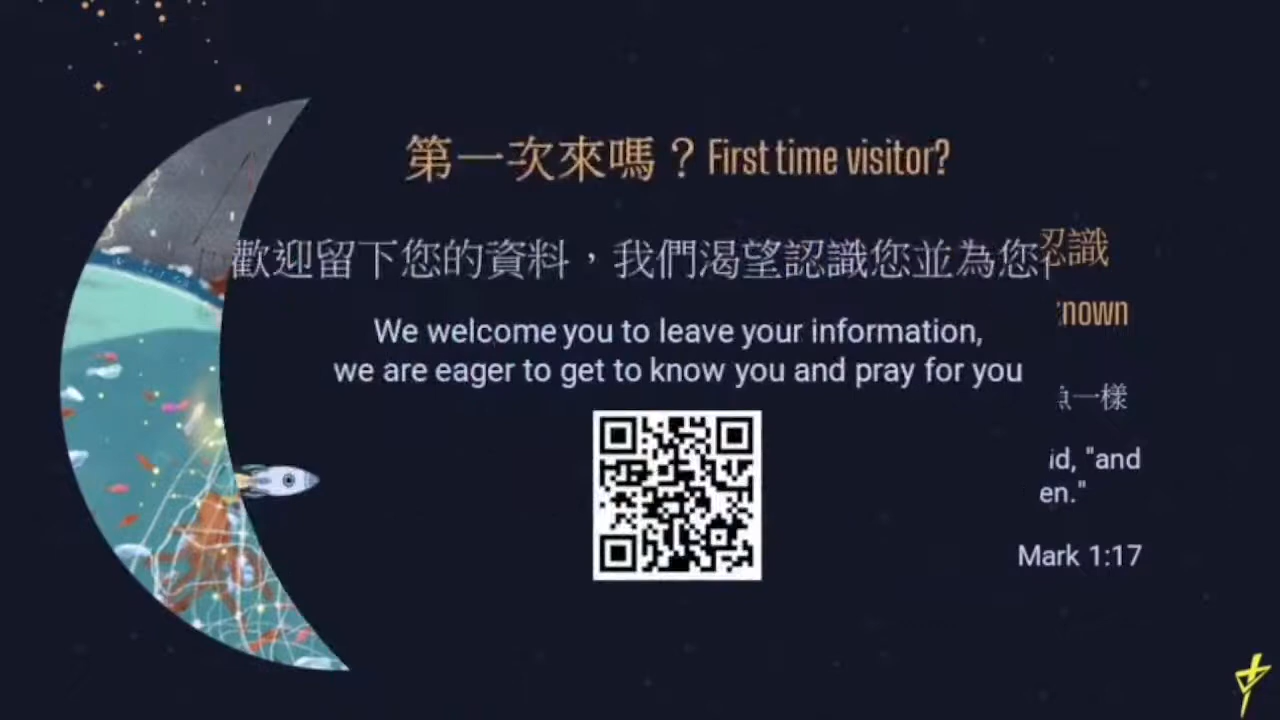 第一次來嗎？First time visitor?
歡迎留下您的資料，我們渴望認識您並為您
認識
We welcome you to leave your information,
known
we are eager to get to know you and pray for you
魚一樣
id, "and
en."
Mark 1:17